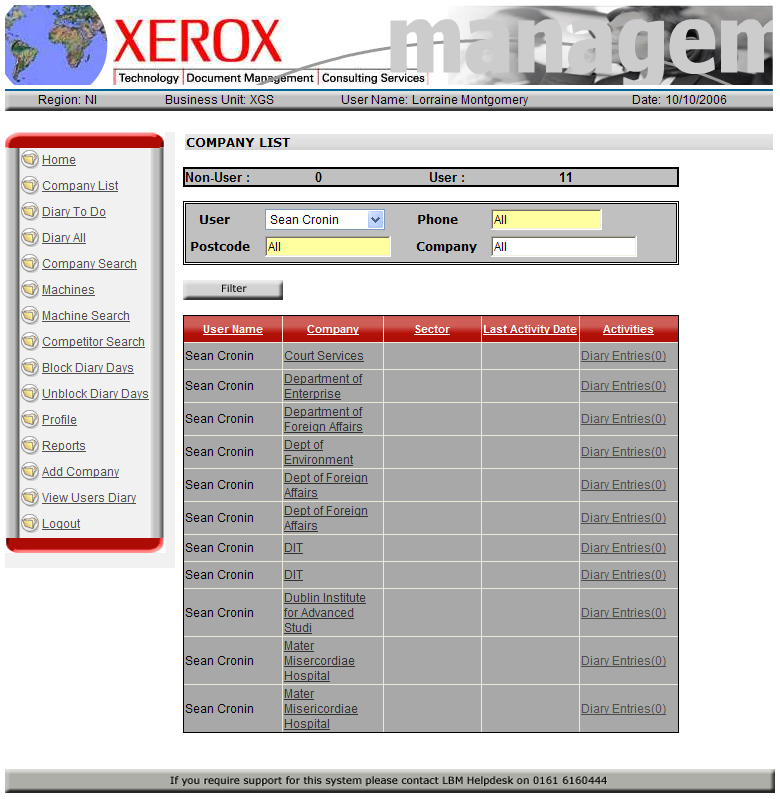 XEROX
managem
Technology Document Management Consulting Services
Region: NI Business Unit: XGS User Name: Lorraine Montgomery Date: 10/10/2006
Home
Company List
Diary To Do
Diary All
Company Search
Machines
Machine Search
Competitor Search
Block Diary Days
Unblock Diary Days
Profile
Reports
Add Company
View Users Diary
Logout
COMPANY LIST
Non-User : 0 User : 11
User Sean Cronin Phone All
Postcode All Company All
Filter
User Name Company Sector Last Activity Date Activities
Sean Cronin Court Services Diary Entries(0)
Sean Cronin Department of Diary Entries(0)
Enterprise
Sean Cronin Department of Diary Entries(0)
Foreign Affairs
Sean Cronin Dept of Diary Entries(0)
Environment
Sean Cronin Dept of Foreign Diary Entries(0)
Affairs
Sean Cronin Dept of Foreign Diary Entries(0)
Affairs
Sean Cronin DIT Diary Entries(0)
Sean Cronin DIT Diary Entries(0)
Dublin Institute
Sean Cronin for Advanced Diary Entries(0)
Studi
Mater
Sean Cronin Misercordiae Diary Entries(0)
Hospital
Mater
Sean Cronin Misericordiae Diary Entries(0)
Hospital
If you require support for this system please contact LBM Helpdesk on 0161 6160444